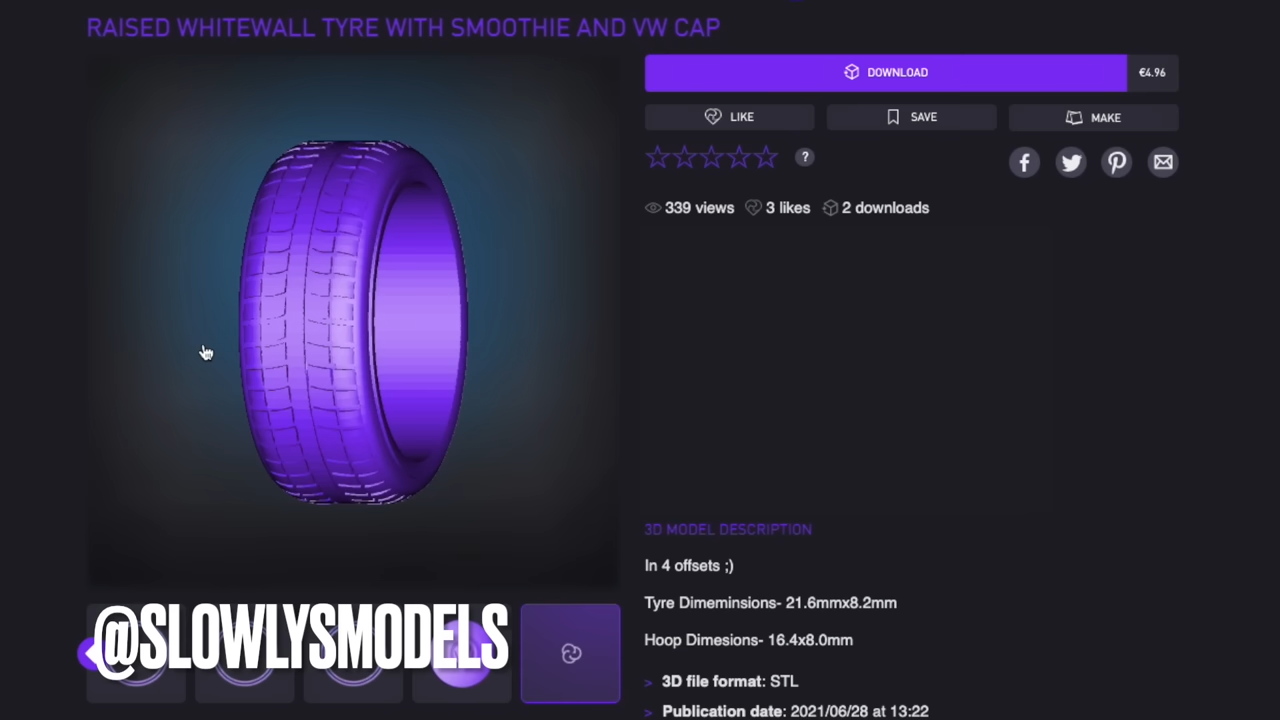 RAISED WHITEWALL TYRE WITH SMOOTHIE AND VW CAP
DOWNLOAD €4.96
LIKE SAVE MAKE
?
339 views 3 likes 2 downloads
3D MODEL DESCRIPTION
In 4 offsets ;)
Tyre Dimeminsions- 21.6mmx8.2mm
Hoop Dimesions- 16.4x8.0mm
> 3D file format: STL
> Publication date: 2021/06/28 at 13:22
@SLOWLYSMODELS